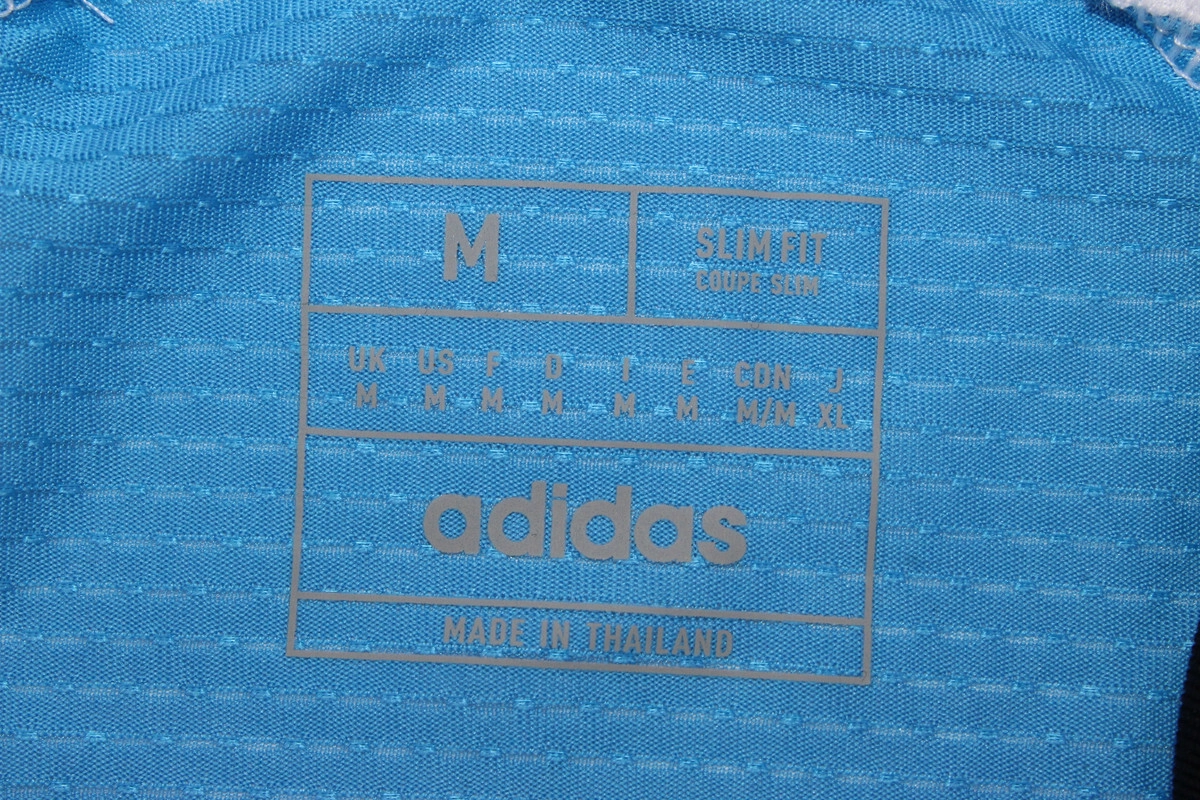 M
SLIM FIT
COUPE SLIM
UK US F D I E CDN J
M M M M M M M/M XL
adidas
MADE IN THAILAND